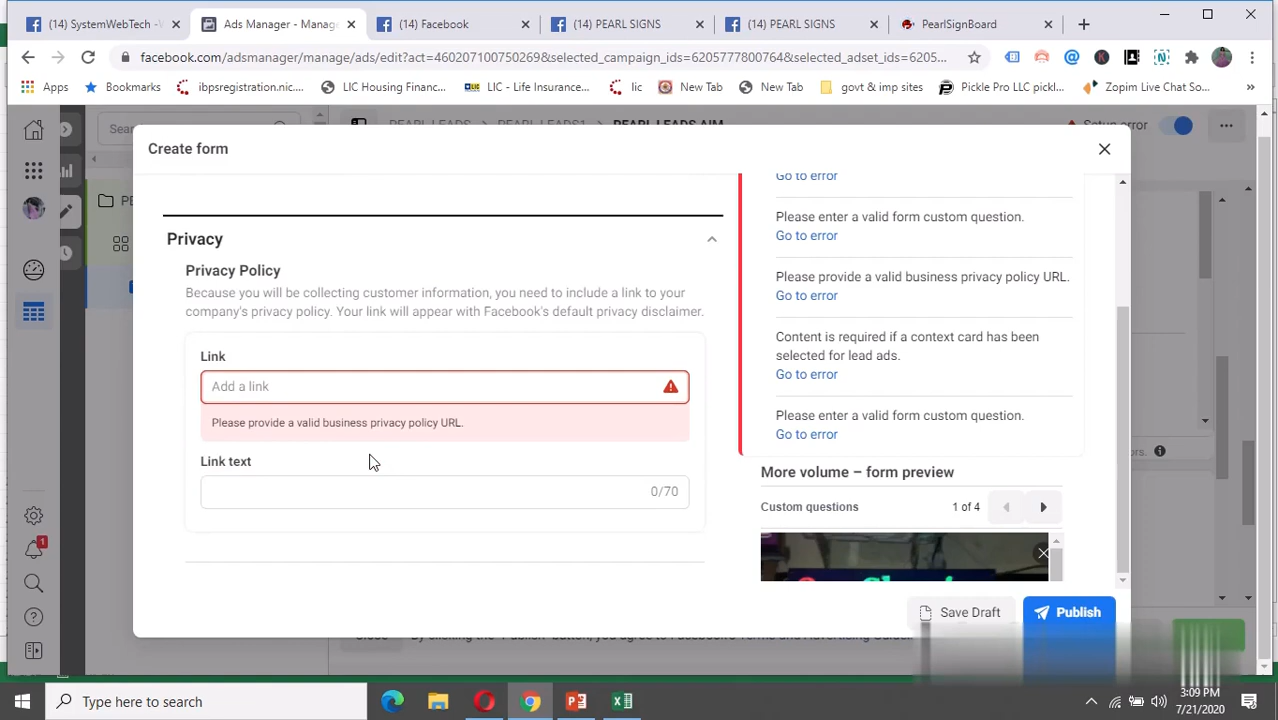 (14) SystemWebTech -
Ads Manager - Manag
(14) Facebook
(14) PEARL SIGNS
(14) PEARL SIGNS
PearlSignBoard
facebook.com/adsmanager/manage/ads/edit?act=460207100750269&selected_campaign_ids=6205777800764&selected_adset_ids=6205...
Apps
Bookmarks
ibpsregistration.nic....
LIC Housing Financ...
LIC - Life Insurance...
lic
New Tab
New Tab
govt & imp sites
Pickle Pro LLC pickl...
Zopim Live Chat So...
Sea
PEARL LEADS
PEARL LEADS1
PEARL LEADS AIM
Setup error
Create form
Go to error
Please enter a valid form custom question.
Go to error
Privacy
Privacy Policy
Because you will be collecting customer information, you need to include a link to your
company's privacy policy. Your link will appear with Facebook's default privacy disclaimer.
Please provide a valid business privacy policy URL.
Go to error
Link
Add a link
Please provide a valid business privacy policy URL.
Content is required if a context card has been
selected for lead ads.
Go to error
Please enter a valid form custom question.
Go to error
Link text
0/70
More volume – form preview
Custom questions
1 of 4
Save Draft
Publish
Close
By clicking the "Publish" button, you agree to Facebook's Terms and Advertising Guidel
1
Type here to search
3:09 PM
7/21/2020